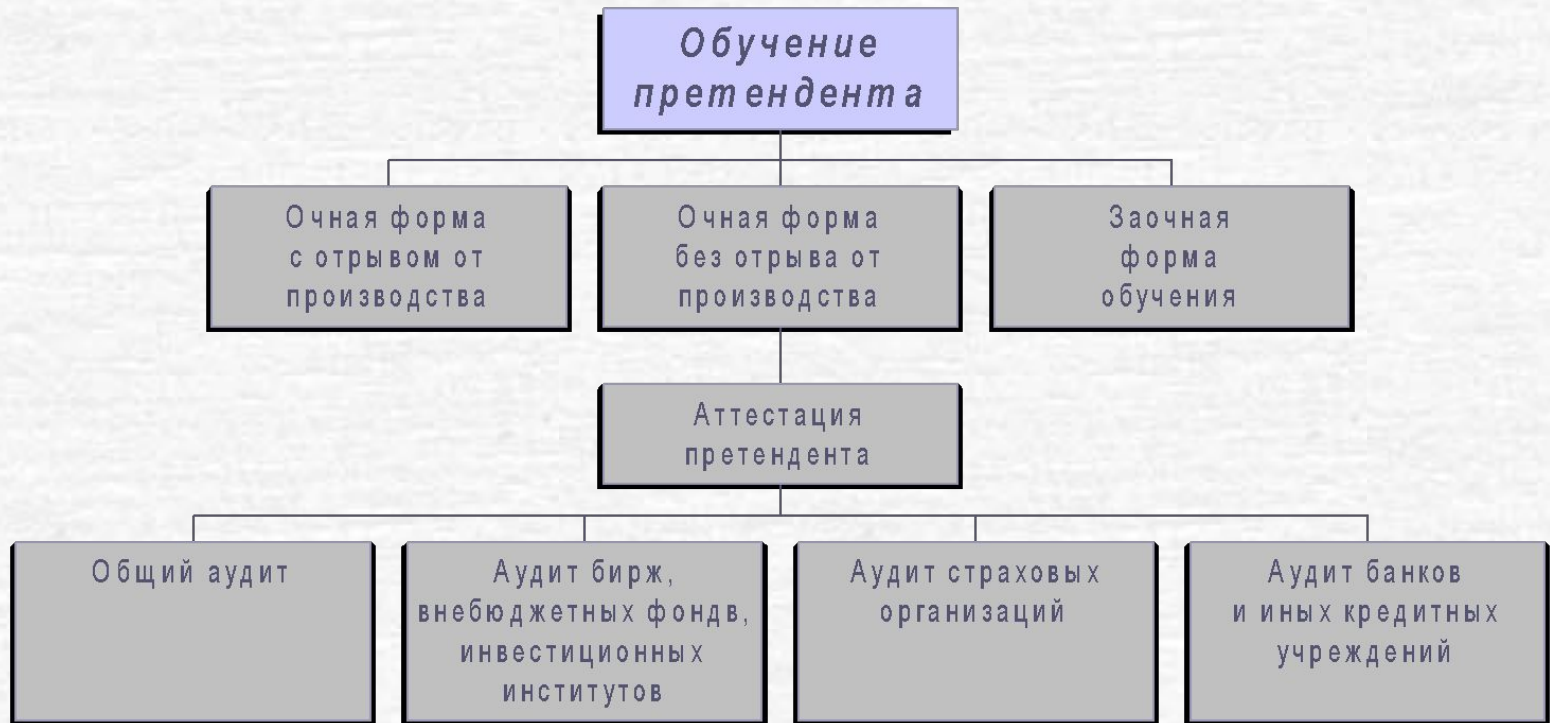 Обучение
претендента
Очная форма
с отрывом от
производства
Очная форма
без отрыва от
производства
Заочная
форма
обучения
Аттестация
претендента
Общий аудит
Аудит бирж,
внебюджетных фондв,
инвестиционных
институтов
Аудит страховых
организаций
Аудит банков
и иных кредитных
учреждений